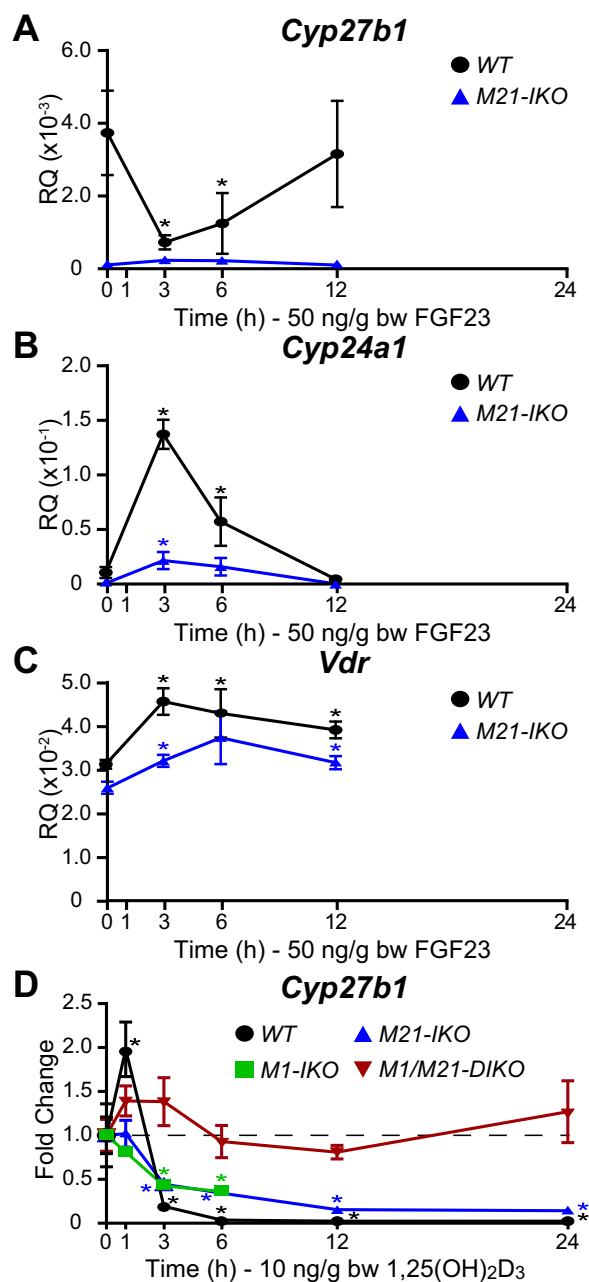 A Cyp27b1
6.0
4.0
2.0
0
RQ (x10-3)
WT
M21-IKO
*
*
0 1 3 6 12 24
Time (h) - 50 ng/g bw FGF23
B Cyp24a1
2.0
1.5
1.0
0.5
0
RQ (x10-1)
WT
M21-IKO
*
*
*
0 1 3 6 12 24
Time (h) - 50 ng/g bw FGF23
C Vdr
5.0
4.0
3.0
2.0
1.0
0
RQ (x10-2)
WT
M21-IKO
* * *
* *
0 1 3 6 12 24
Time (h) - 50 ng/g bw FGF23
D Cyp27b1
2.5
2.0
1.5
1.0
0.5
0
Fold Change
WT M21-IKO
M1-IKO M1/M21-DIKO
*
* *
* * * * *
* * * *
0 1 3 6 12 24
Time (h) - 10 ng/g bw 1,25(OH)2D3